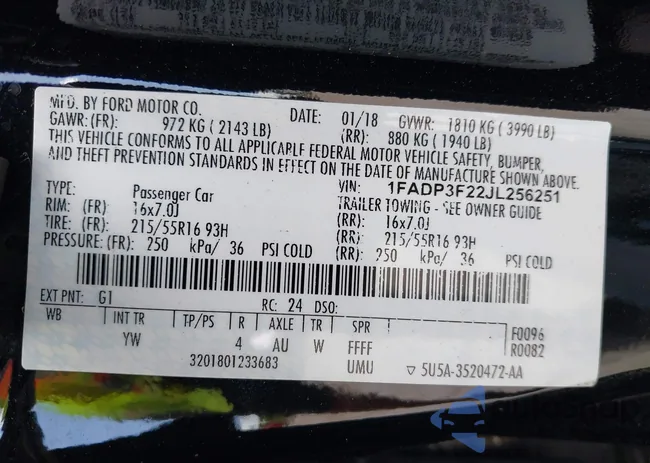 MFD. BY FORD MOTOR CO. DATE: 01/18 GVWR: 1810 KG ( 3990 LB)
GAWR: (FR): 972 KG ( 2143 LB) (RR): 880 KG ( 1940 LB)
THIS VEHICLE CONFORMS TO ALL APPLICABLE FEDERAL MOTOR VEHICLE SAFETY, BUMPER,
AND THEFT PREVENTION STANDARDS IN EFFECT ON THE DATE OF MANUFACTURE SHOWN ABOVE.
VIN: 1FADP3F22JL256251
TYPE: Passenger Car TRAILER TOWING - SEE OWNER GUIDE
RIM: (FR) 16x7.0J (RR): 16x7.0J
TIRE: (FR) 215/55R16 93H (RR): 215/55R16 93H
PRESSURE: (FR): 250 kPa/ 36 PSI COLD (RR): 250 kPa/ 36 PSI COLD
EXT PNT: G1 RC: 24 DSO:
WB INT TR TP/PS R AXLE TR SPR F0096
YW 4 AU W FFFF R0082
3201801233683 UMU ▽ 5U5A-3520472-AA